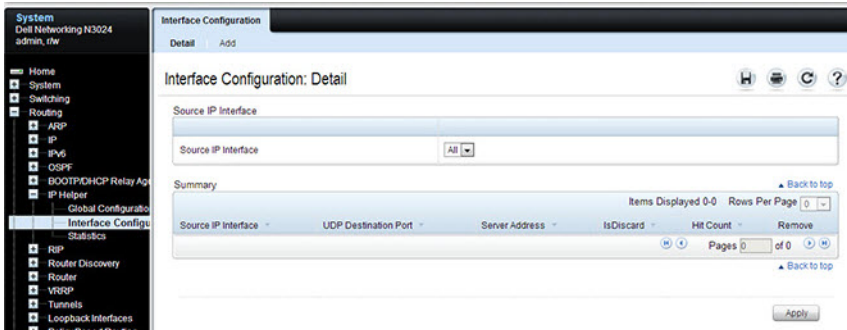 System
Dell Networking N3024
admin, r/w
Home
System
Switching
Routing
ARP
IP
IPv6
OSPF
BOOTP/DHCP Relay Age
IP Helper
Global Configuratio
Interface Configu
Statistics
RIP
Router Discovery
Router
VRRP
Tunnels
Loopback Interfaces
Interface Configuration
Detail Add
Interface Configuration: Detail
Source IP Interface
Source IP Interface All
Summary Back to top
Items Displayed 0-0 Rows Per Page 0
Source IP Interface UDP Destination Port Server Address IsDiscard Hit Count Remove
Pages 0 of 0
Back to top
Apply